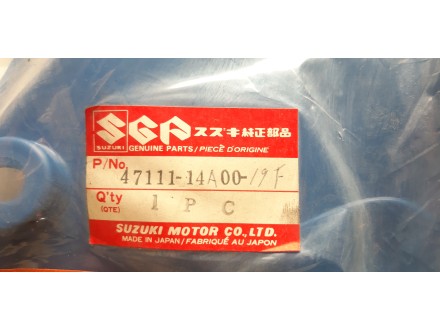 SGP スズキ純正部品
SUZUKI GENUINE PARTS/PIÈCE D'ORIGINE
P/No. 47111-14A00-19F
Q'ty 1 P C
(QTE)
SUZUKI MOTOR CO.,LTD.
MADE IN JAPAN/FABRIQUÉ AU JAPON